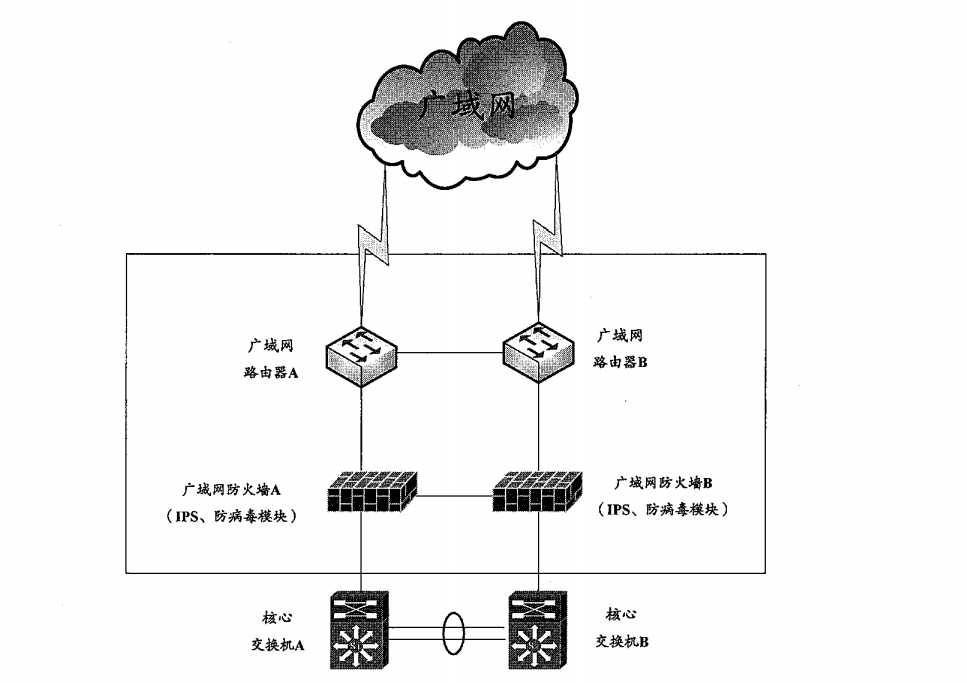 广域网
广域网
路由器A
广域网
路由器B
广域网防火墙A
（IPS、防病毒模块）
广域网防火墙B
（IPS、防病毒模块）
核心
交换机A
核心
交换机B